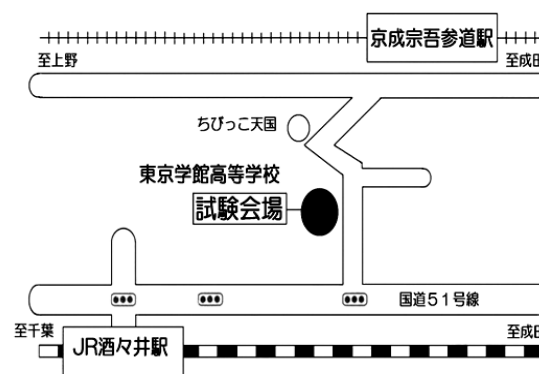 京成宗吾参道駅
至上野
至成田
ちびっこ天国
東京学館高等学校
試験会場
国道51号線
至千葉
JR酒々井駅
至成田